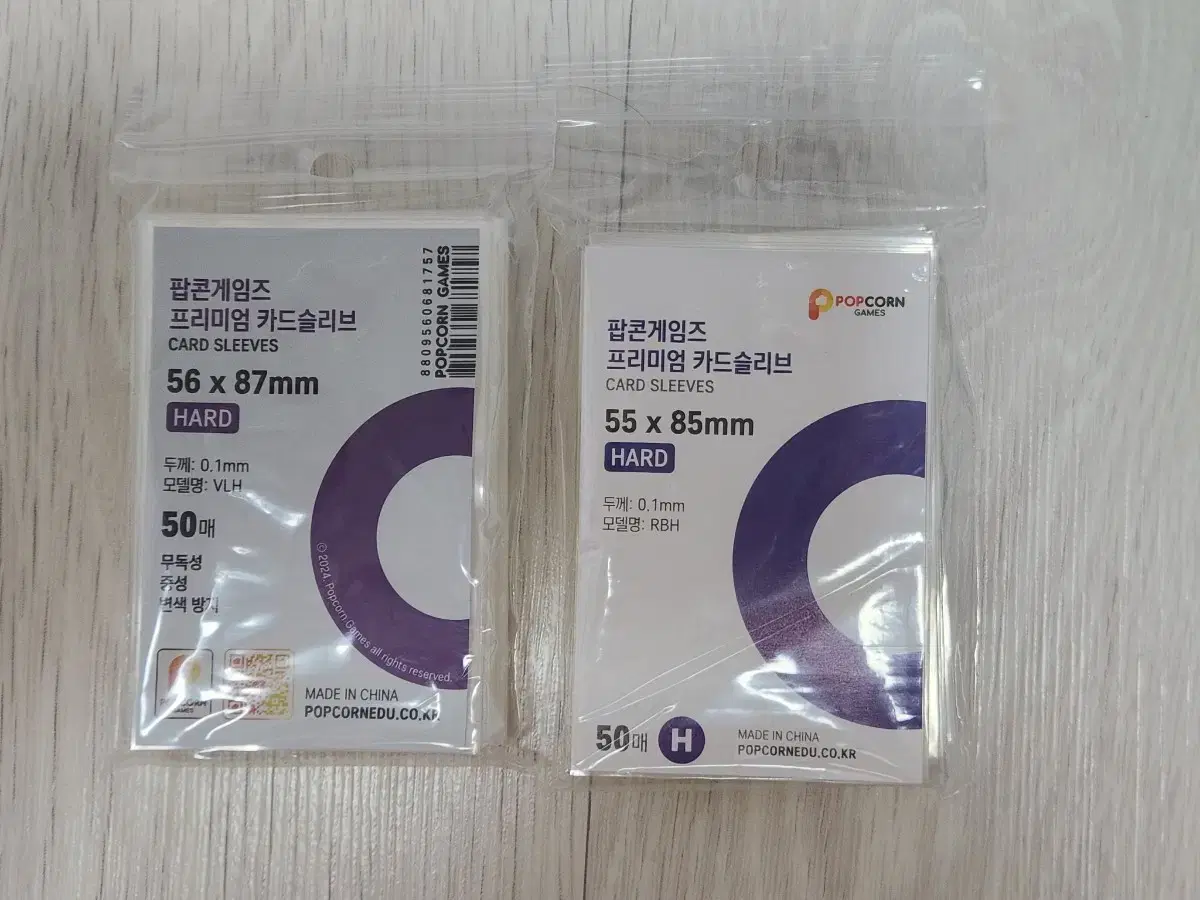 팝콘게임즈
프리미엄 카드슬리브
CARD SLEEVES
56 x 87mm
HARD
두께: 0.1mm
모델명: VLH
50매
무독성
중성
변색 방지
8809560681757
POPCORN GAMES
© 2024. Popcorn Games all rights reserved.
POPCORN
GAMES
MADE IN CHINA
POPCORNEDU.CO.KR
POPCORN
GAMES
팝콘게임즈
프리미엄 카드슬리브
CARD SLEEVES
55 x 85mm
HARD
두께: 0.1mm
모델명: RBH
50매
H
MADE IN CHINA
POPCORNEDU.CO.KR